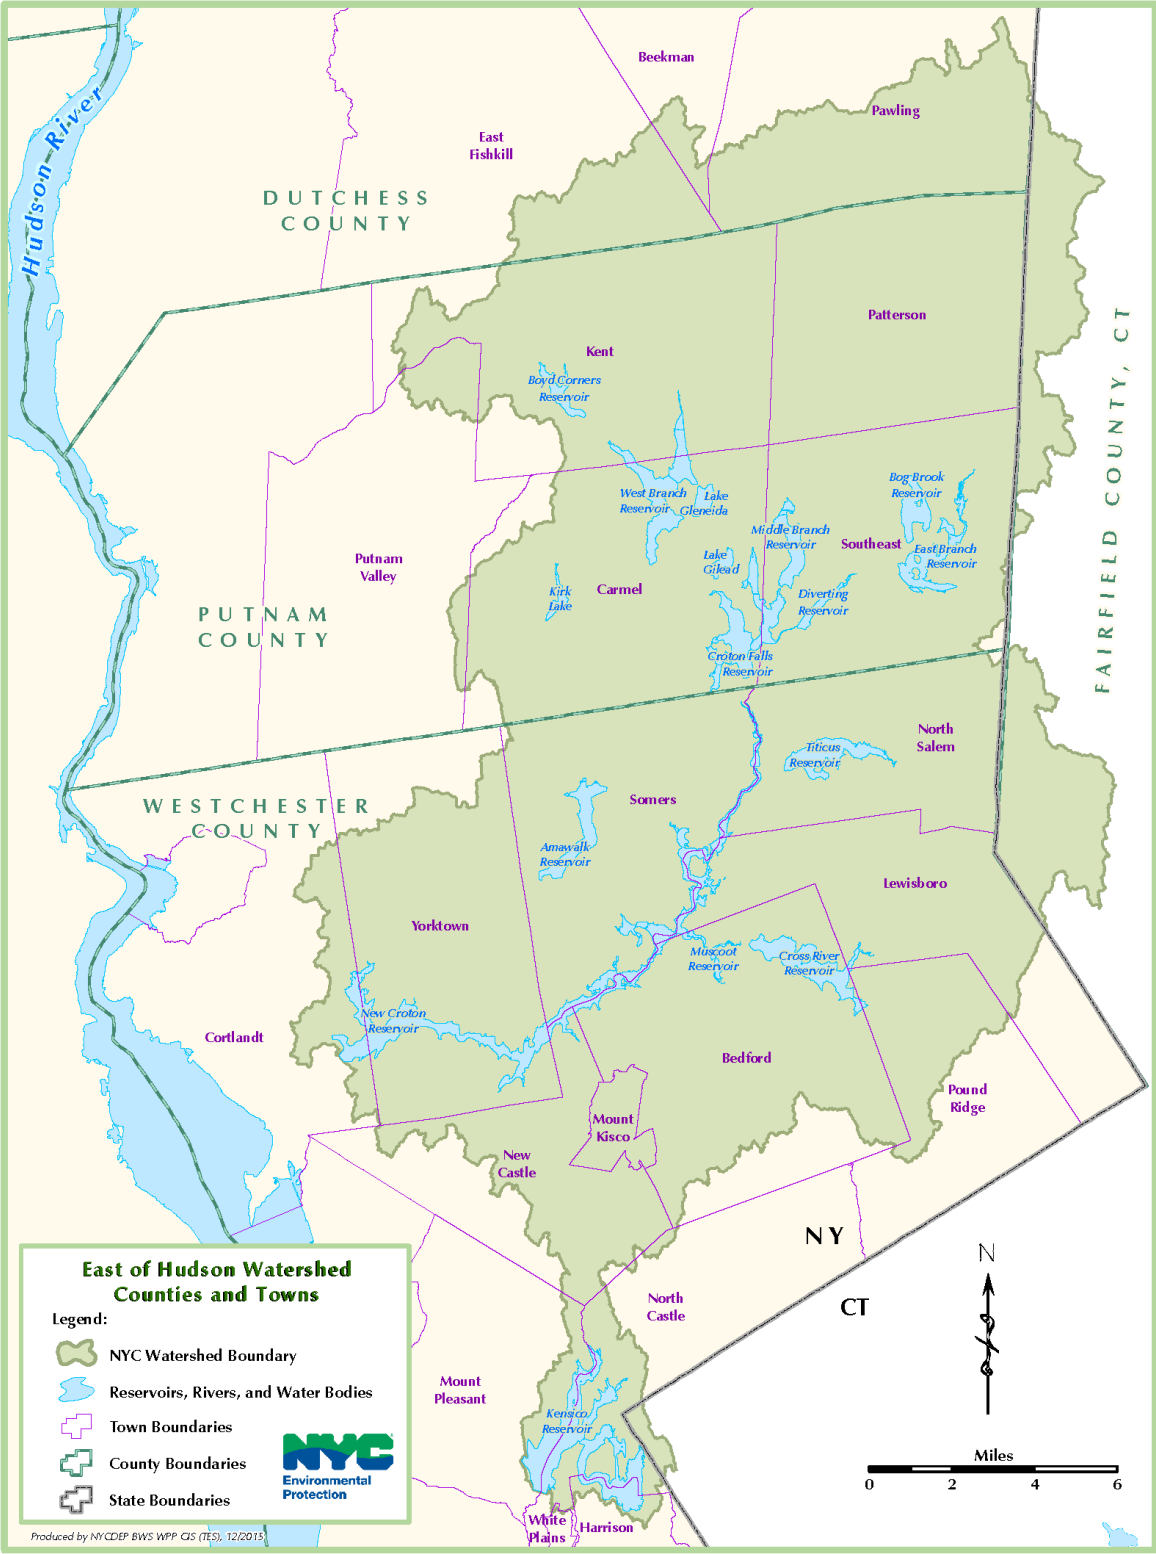 Beekman
Pawling
East
Fishkill
Hudson River
DUTCHESS
COUNTY
Patterson
Kent
Boyd Corners
Reservoir
FAIRFIELD COUNTY, CT
West Branch
Reservoir
Lake
Gleneida
Bog Brook
Reservoir
Middle Branch
Reservoir
Southeast
East Branch
Reservoir
Putnam
Valley
Lake
Gilead
Kirk
Lake
Carmel
Diverting
Reservoir
PUTNAM
COUNTY
Croton Falls
Reservoir
North
Salem
Titicus
Reservoir
WESTCHESTER
COUNTY
Somers
Amawalk
Reservoir
Lewisboro
Yorktown
Muscoot
Reservoir
Cross River
Reservoir
New Croton
Reservoir
Cortlandt
Bedford
Pound
Ridge
Mount
Kisco
New
Castle
NY
CT
N
North
Castle
Mount
Pleasant
Kensico
Reservoir
White
Plains
Harrison
East of Hudson Watershed
Counties and Towns
Legend:
NYC Watershed Boundary
Reservoirs, Rivers, and Water Bodies
Town Boundaries
County Boundaries
State Boundaries
NYC
Environmental
Protection
Produced by NYCDEP BWS WPP GIS (TES), 12/2015
Miles
0 2 4 6